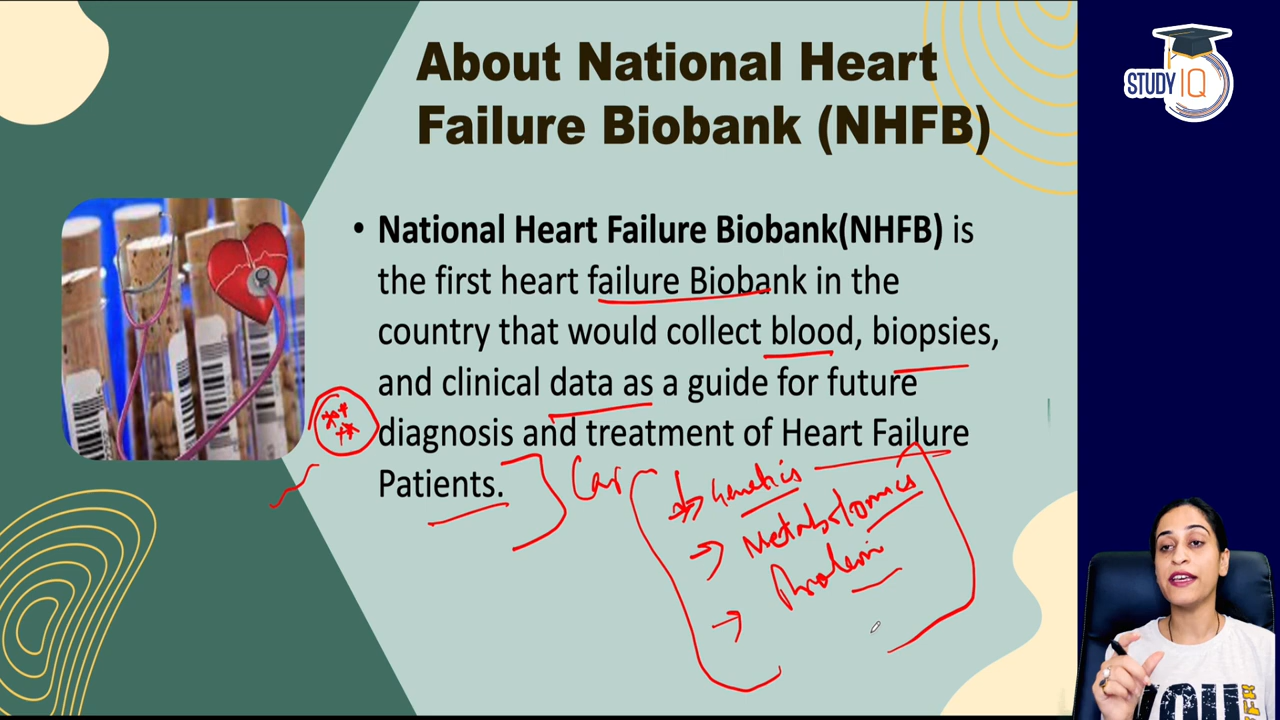 About National Heart
Failure Biobank (NHFB)
STUDY IQ
• National Heart Failure Biobank(NHFB) is
the first heart failure Biobank in the
country that would collect blood, biopsies,
and clinical data as a guide for future
diagnosis and treatment of Heart Failure
Patients.
Genetics
Metabolomics
Protein
YOU